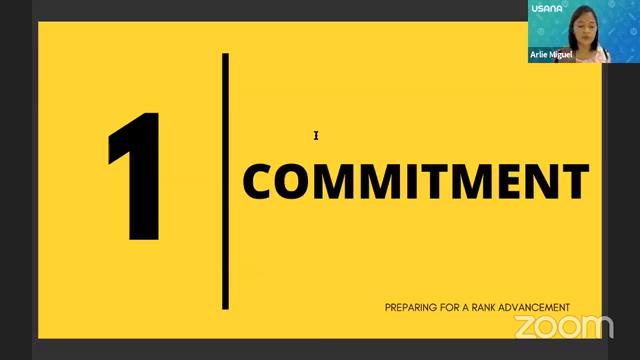 USANA
Arlie Miguel
1
COMMITMENT
PREPARING FOR A RANK ADVANCEMENT
zoom